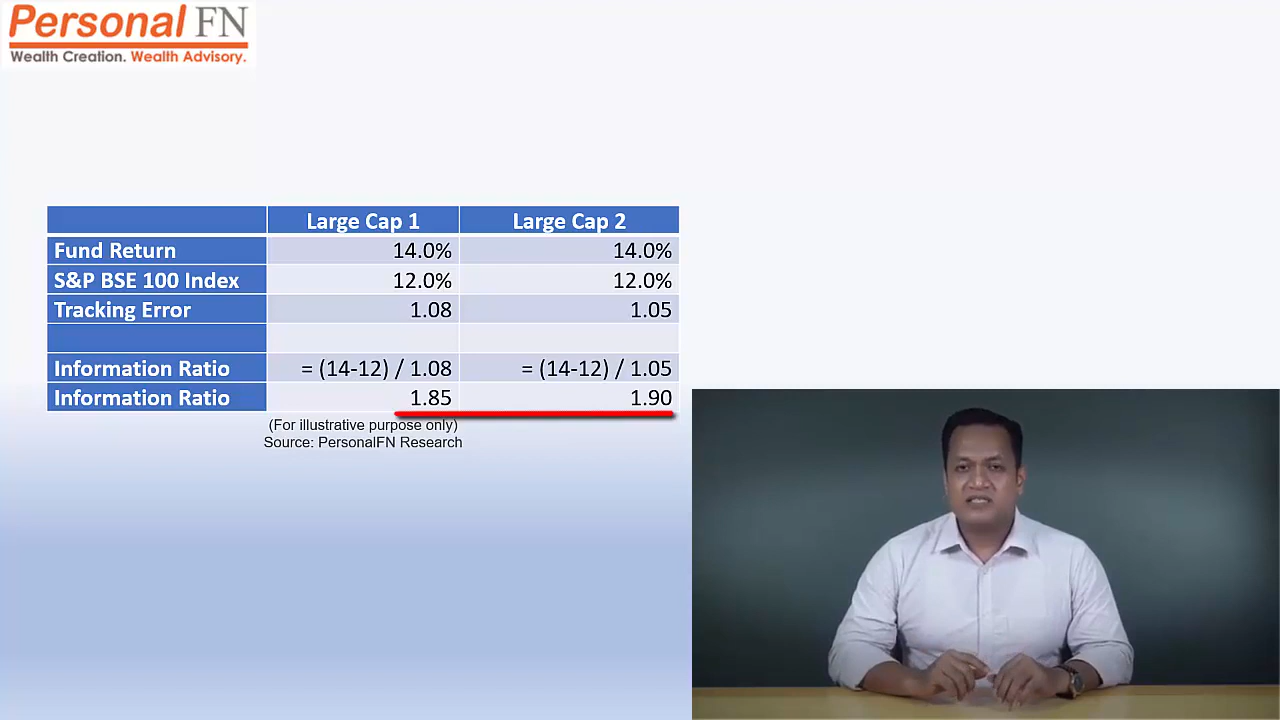 Personal FN
Wealth Creation. Wealth Advisory.
Large Cap 1 Large Cap 2
Fund Return 14.0% 14.0%
S&P BSE 100 Index 12.0% 12.0%
Tracking Error 1.08 1.05
Information Ratio = (14-12) / 1.08 = (14-12) / 1.05
Information Ratio 1.85 1.90
(For illustrative purpose only)
Source: PersonalFN Research